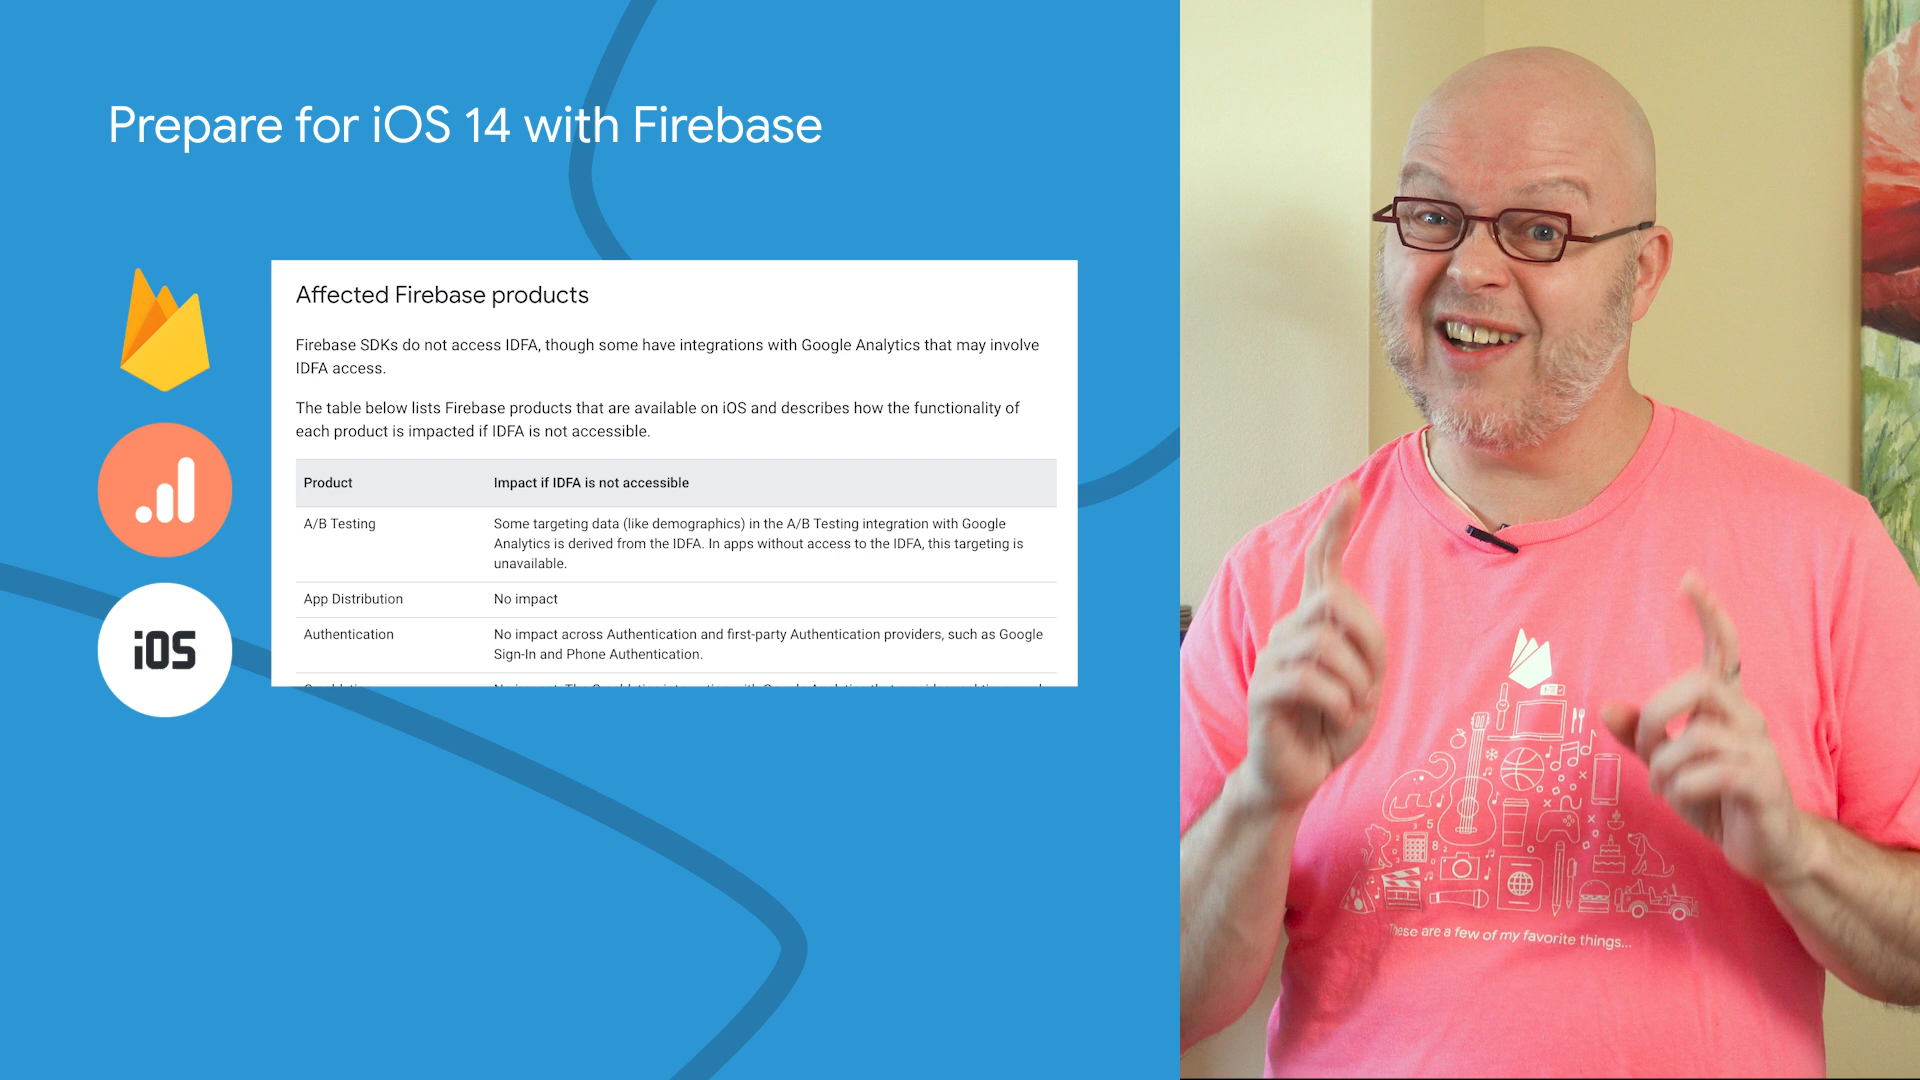 Prepare for iOS 14 with Firebase
Affected Firebase products
Firebase SDKs do not access IDFA, though some have integrations with Google Analytics that may involve
IDFA access.
The table below lists Firebase products that are available on iOS and describes how the functionality of
each product is impacted if IDFA is not accessible.
Product Impact if IDFA is not accessible
A/B Testing Some targeting data (like demographics) in the A/B Testing integration with Google
Analytics is derived from the IDFA. In apps without access to the IDFA, this targeting is
unavailable.
App Distribution No impact
Authentication No impact across Authentication and first-party Authentication providers, such as Google
Sign-In and Phone Authentication.
iOS
These are a few of my favorite things...